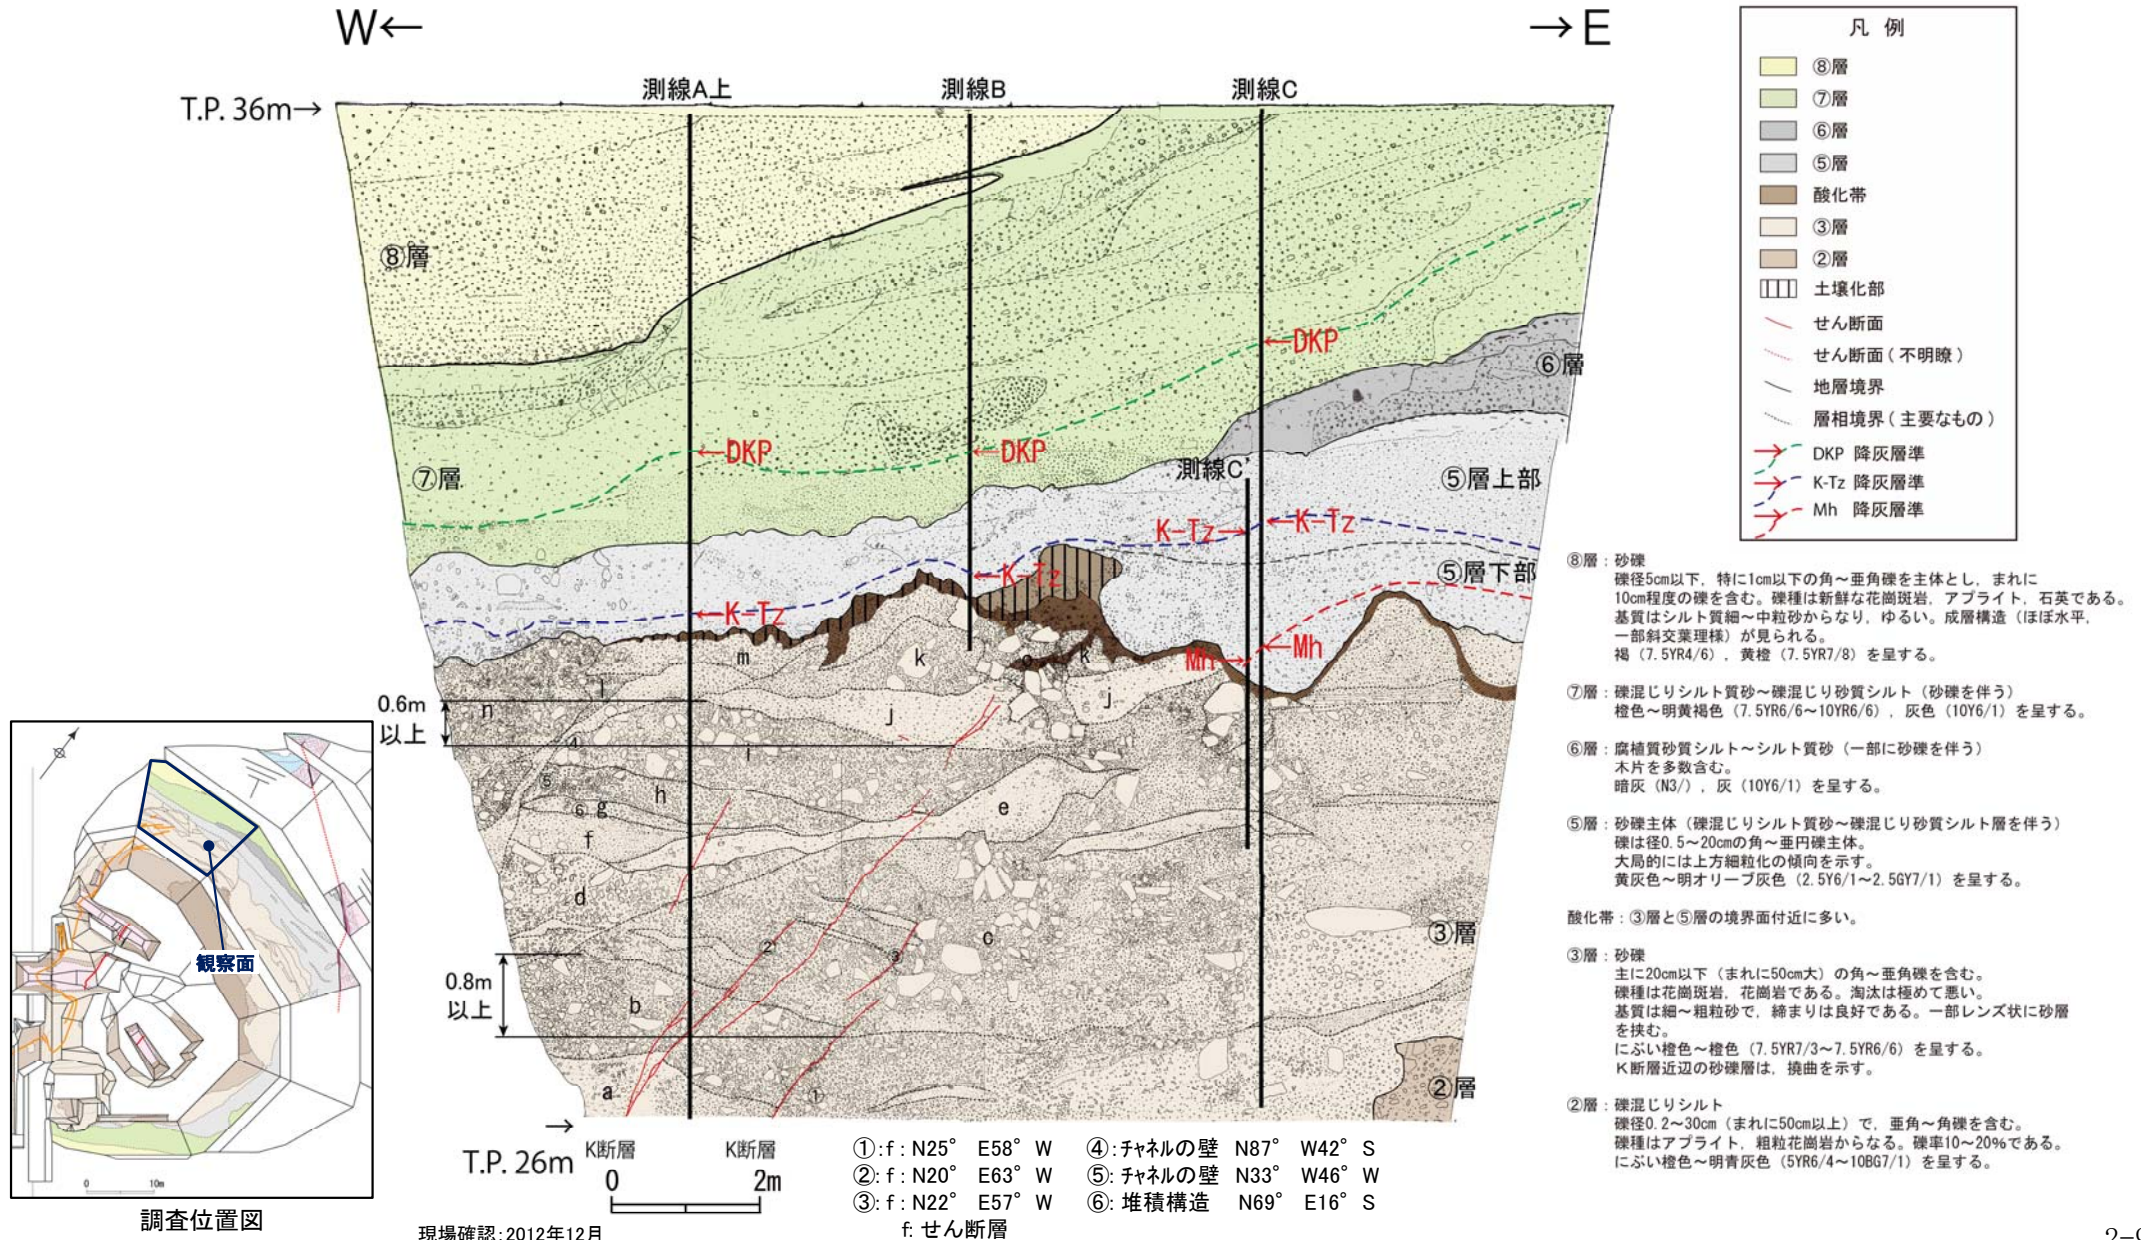 W←
→E
測線A上
測線B
測線C
T.P. 36m→
⑧層
⑦層
⑥層
⑤層上部
⑤層下部
③層
②層
←DKP
←DKP
←DKP
測線C'
K-Tz→
←K-Tz
←K-Tz
←K-Tz
Mh→
←Mh
0.6m
以上
0.8m
以上
n
l
m
k
o
k
j
j
i
④
⑤
⑥
g
h
f
e
d
c
b
a
②
③
①
→
T.P. 26m
K断層
K断層
0
2m
①:f:N25° E58° W
②:f:N20° E63° W
③:f:N22° E57° W
f: せん断層
④:チャネルの壁 N87° W42° S
⑤:チャネルの壁 N33° W46° W
⑥:堆積構造 N69° E16° S
現場確認:2012年12月
観察面
0
10m
調査位置図
凡 例
⑧層
⑦層
⑥層
⑤層
酸化帯
③層
②層
土壌化部
せん断面
せん断面(不明瞭)
地層境界
層相境界(主要なもの)
DKP 降灰層準
K-Tz 降灰層準
Mh 降灰層準
⑧層:砂礫
礫径5cm以下,特に1cm以下の角〜亜角礫を主体とし,まれに
10cm程度の礫を含む。礫種は新鮮な花崗斑岩,アプライト,石英である。
基質はシルト質細〜中粒砂からなり,ゆるい。成層構造(ほぼ水平,
一部斜交葉理様)が見られる。
褐(7.5YR4/6),黄橙(7.5YR7/8)を呈する。
⑦層:礫混じりシルト質砂〜礫混じり砂質シルト(砂礫を伴う)
橙色〜明黄褐色(7.5YR6/6〜10YR6/6),灰色(10Y6/1)を呈する。
⑥層:腐植質砂質シルト〜シルト質砂(一部に砂礫を伴う)
木片を多数含む。
暗灰(N3/),灰(10Y6/1)を呈する。
⑤層:砂礫主体(礫混じりシルト質砂〜礫混じり砂質シルト層を伴う)
礫は径0.5〜20cmの角〜亜円礫主体。
大局的には上方細粒化の傾向を示す。
黄灰色〜明オリーブ灰色(2.5Y6/1〜2.5GY7/1)を呈する。
酸化帯:③層と⑤層の境界面付近に多い。
③層:砂礫
主に20cm以下(まれに50cm大)の角〜亜角礫を含む。
礫種は花崗斑岩,花崗岩である。淘汰は極めて悪い。
基質は細〜粗粒砂で,締まりは良好である。一部レンズ状に砂層
を挟む。
にぶい橙色〜橙色(7.5YR7/3〜7.5YR6/6)を呈する。
K断層近辺の砂礫層は,撓曲を示す。
②層:礫混じりシルト
礫径0.2〜30cm(まれに50cm以上)で,亜角〜角礫を含む。
礫種はアプライト,粗粒花崗岩からなる。礫率10〜20%である。
にぶい橙色〜明青灰色(5YR6/4〜10BG7/1)を呈する。